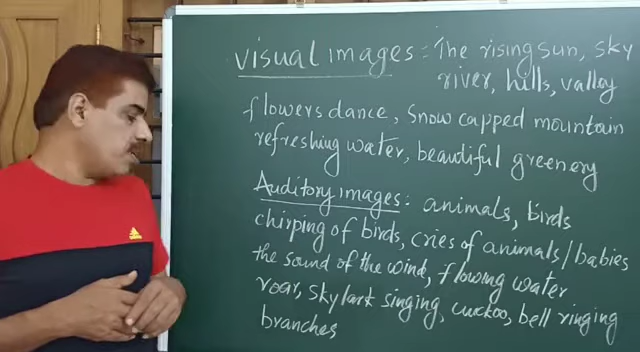 visual images: The rising sun, sky
river, hills, valley
flowers dance, snow capped mountain
refreshing water, beautiful greenery
Auditory images: animals, birds
chirping of birds, cries of animals/babies
the sound of the wind, flowing water
roar, skylark singing, cuckoo, bell ringing
branches